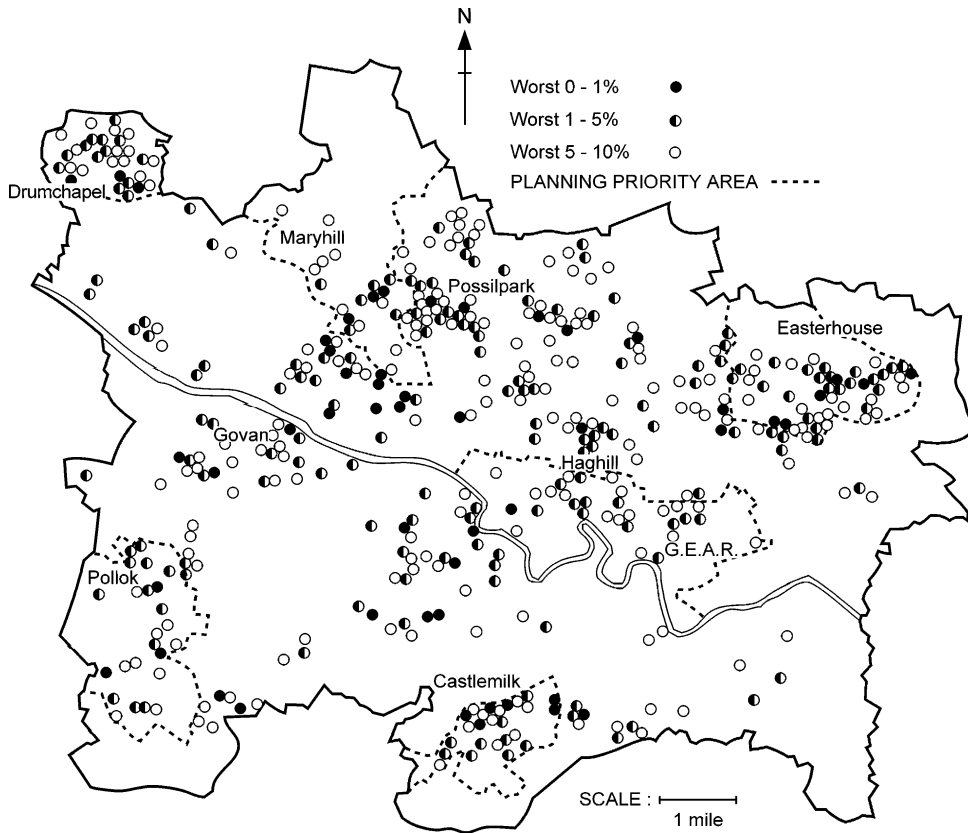 N
Worst 0 - 1%
Worst 1 - 5%
Worst 5 - 10%
PLANNING PRIORITY AREA
Drumchapel
Maryhill
Possilpark
Easterhouse
Govan
Haghill
G.E.A.R.
Pollok
Castlemilk
SCALE :
1 mile